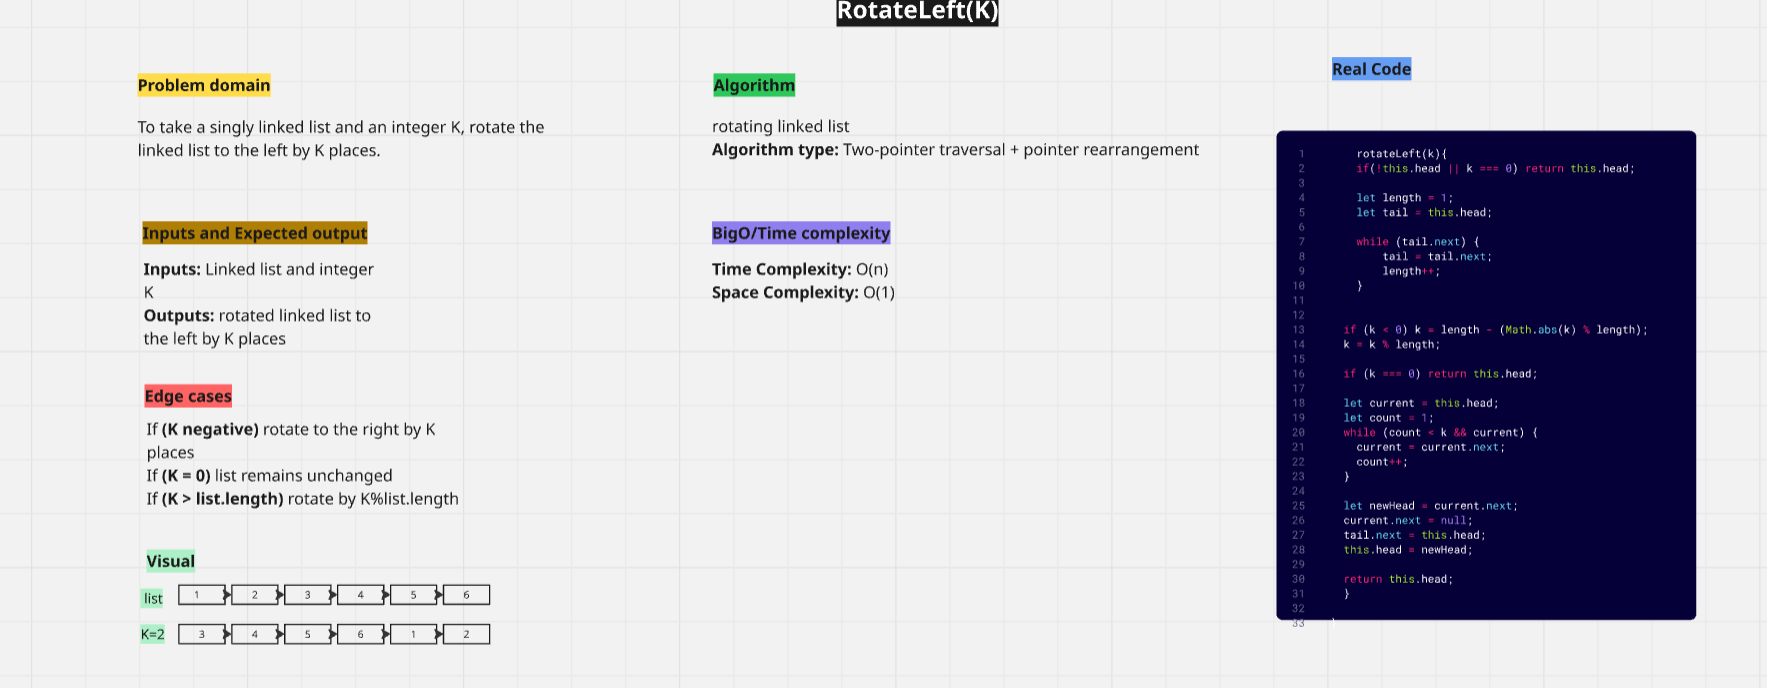 RotateLeft(K)
Problem domain
To take a singly linked list and an integer K, rotate the
linked list to the left by K places.
Inputs and Expected output
Inputs: Linked list and integer
K
Outputs: rotated linked list to
the left by K places
Edge cases
If (K negative) rotate to the right by K
places
If (K = 0) list remains unchanged
If (K > list.length) rotate by K%list.length
Visual
list
1 2 3 4 5 6
K=2
3 4 5 6 1 2
Algorithm
rotating linked list
Algorithm type: Two-pointer traversal + pointer rearrangement
BigO/Time complexity
Time Complexity: O(n)
Space Complexity: O(1)
Real Code
1 rotateLeft(k){
2 if(!this.head || k === 0) return this.head;
3
4 let length = 1;
5 let tail = this.head;
6
7 while (tail.next) {
8 tail = tail.next;
9 length++;
10 }
11
12
13 if (k < 0) k = length - (Math.abs(k) % length);
14 k = k % length;
15
16 if (k === 0) return this.head;
17
18 let current = this.head;
19 let count = 1;
20 while (count < k && current) {
21 current = current.next;
22 count++;
23 }
24
25 let newHead = current.next;
26 current.next = null;
27 tail.next = this.head;
28 this.head = newHead;
29
30 return this.head;
31 }
32
33